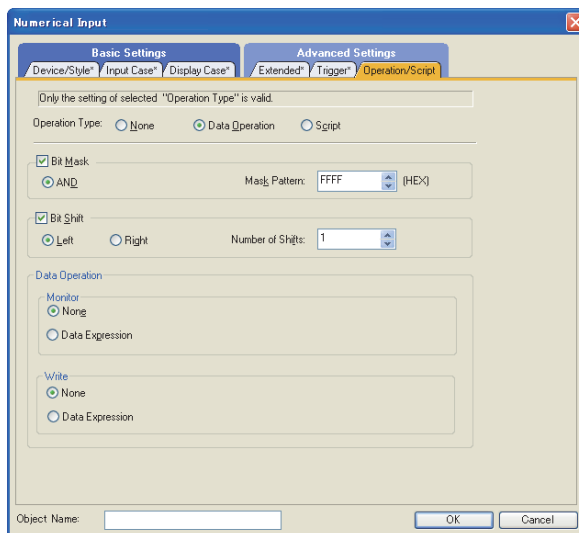 Numerical Input
Basic Settings Advanced Settings
Device/Style* Input Case* Display Case* Extended* Trigger* Operation/Script
Only the setting of selected "Operation Type" is valid.
Operation Type: None Data Operation Script
Bit Mask
AND Mask Pattern: FFFF (HEX)
Bit Shift
Left Right Number of Shifts: 1
Data Operation
Monitor
None
Data Expression
Write
None
Data Expression
Object Name: OK Cancel